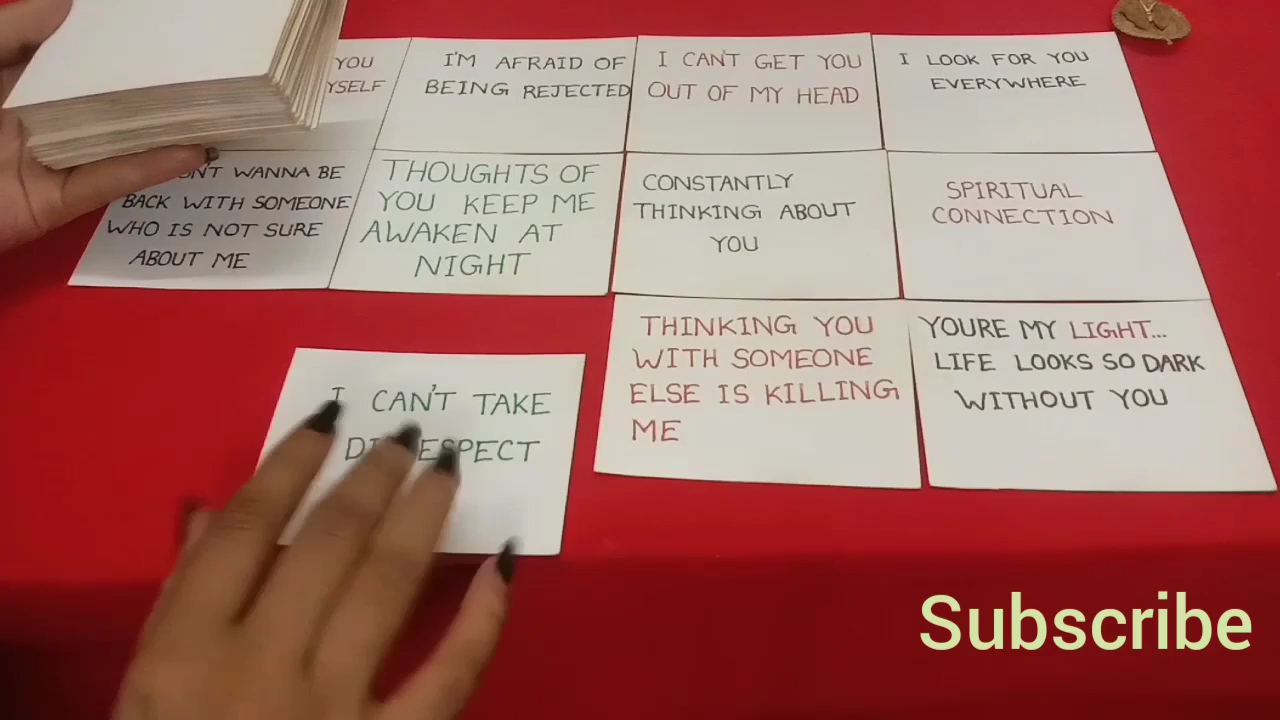 YOU
YSELF
I'M AFRAID OF
BEING REJECTED
I CAN'T GET YOU
OUT OF MY HEAD
I LOOK FOR YOU
EVERYWHERE
WANNA BE
BACK WITH SOMEONE
WHO IS NOT SURE
ABOUT ME
THOUGHTS OF
YOU KEEP ME
AWAKEN AT
NIGHT
CONSTANTLY
THINKING ABOUT
YOU
SPIRITUAL
CONNECTION
I CAN'T TAKE
DISRESPECT
THINKING YOU
WITH SOMEONE
ELSE IS KILLING
ME
YOURE MY LIGHT...
LIFE LOOKS SO DARK
WITHOUT YOU
Subscribe